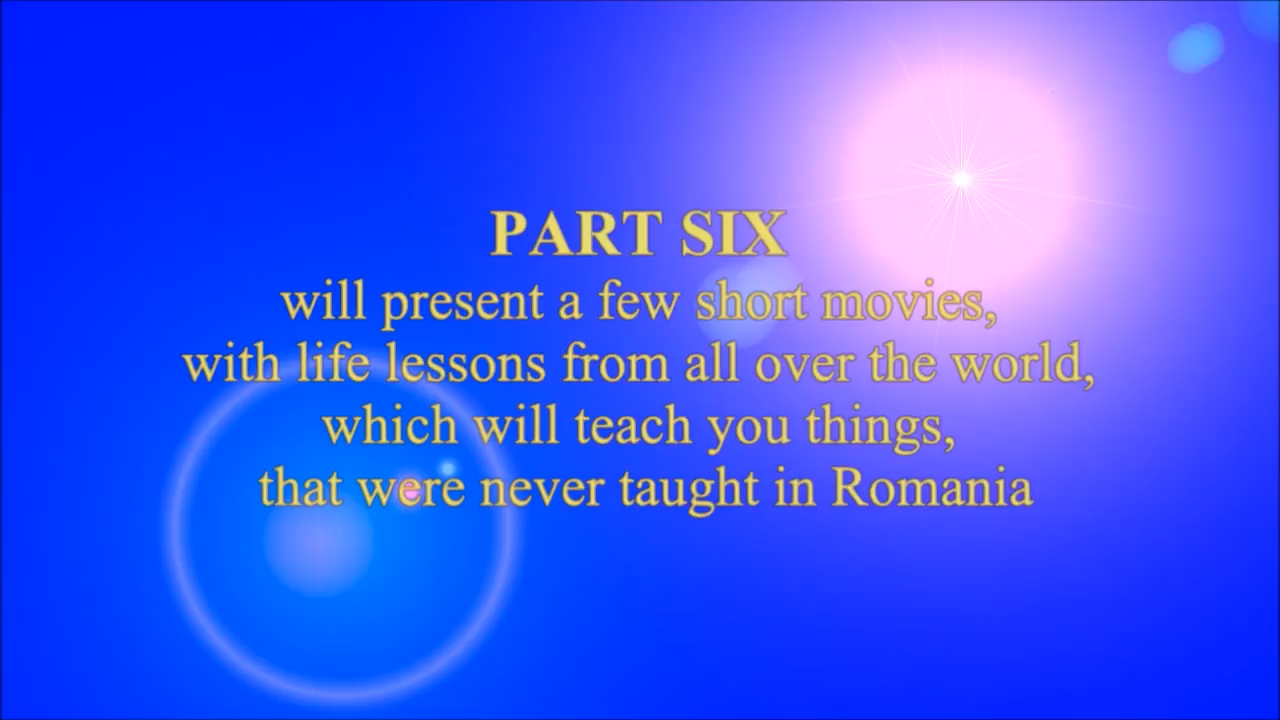 PART SIX
will present a few short movies,
with life lessons from all over the world,
which will teach you things,
that were never taught in Romania